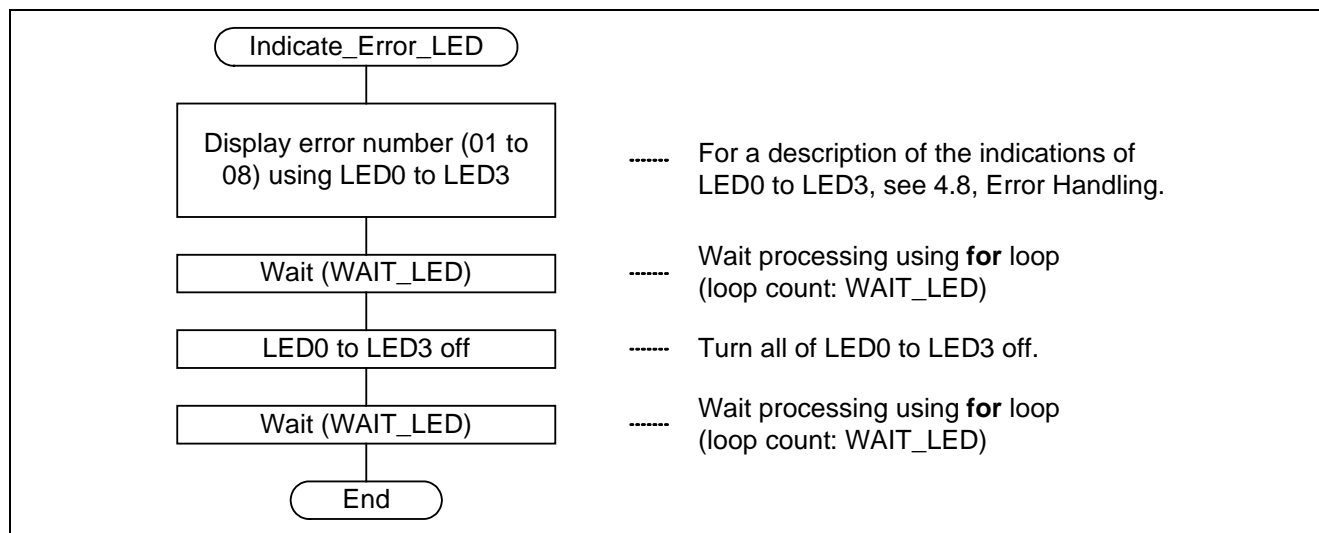 Indicate_Error_LED
Display error number (01 to
08) using LED0 to LED3
For a description of the indications of
LED0 to LED3, see 4.8, Error Handling.
Wait (WAIT_LED)
Wait processing using for loop
(loop count: WAIT_LED)
LED0 to LED3 off
Turn all of LED0 to LED3 off.
Wait (WAIT_LED)
Wait processing using for loop
(loop count: WAIT_LED)
End